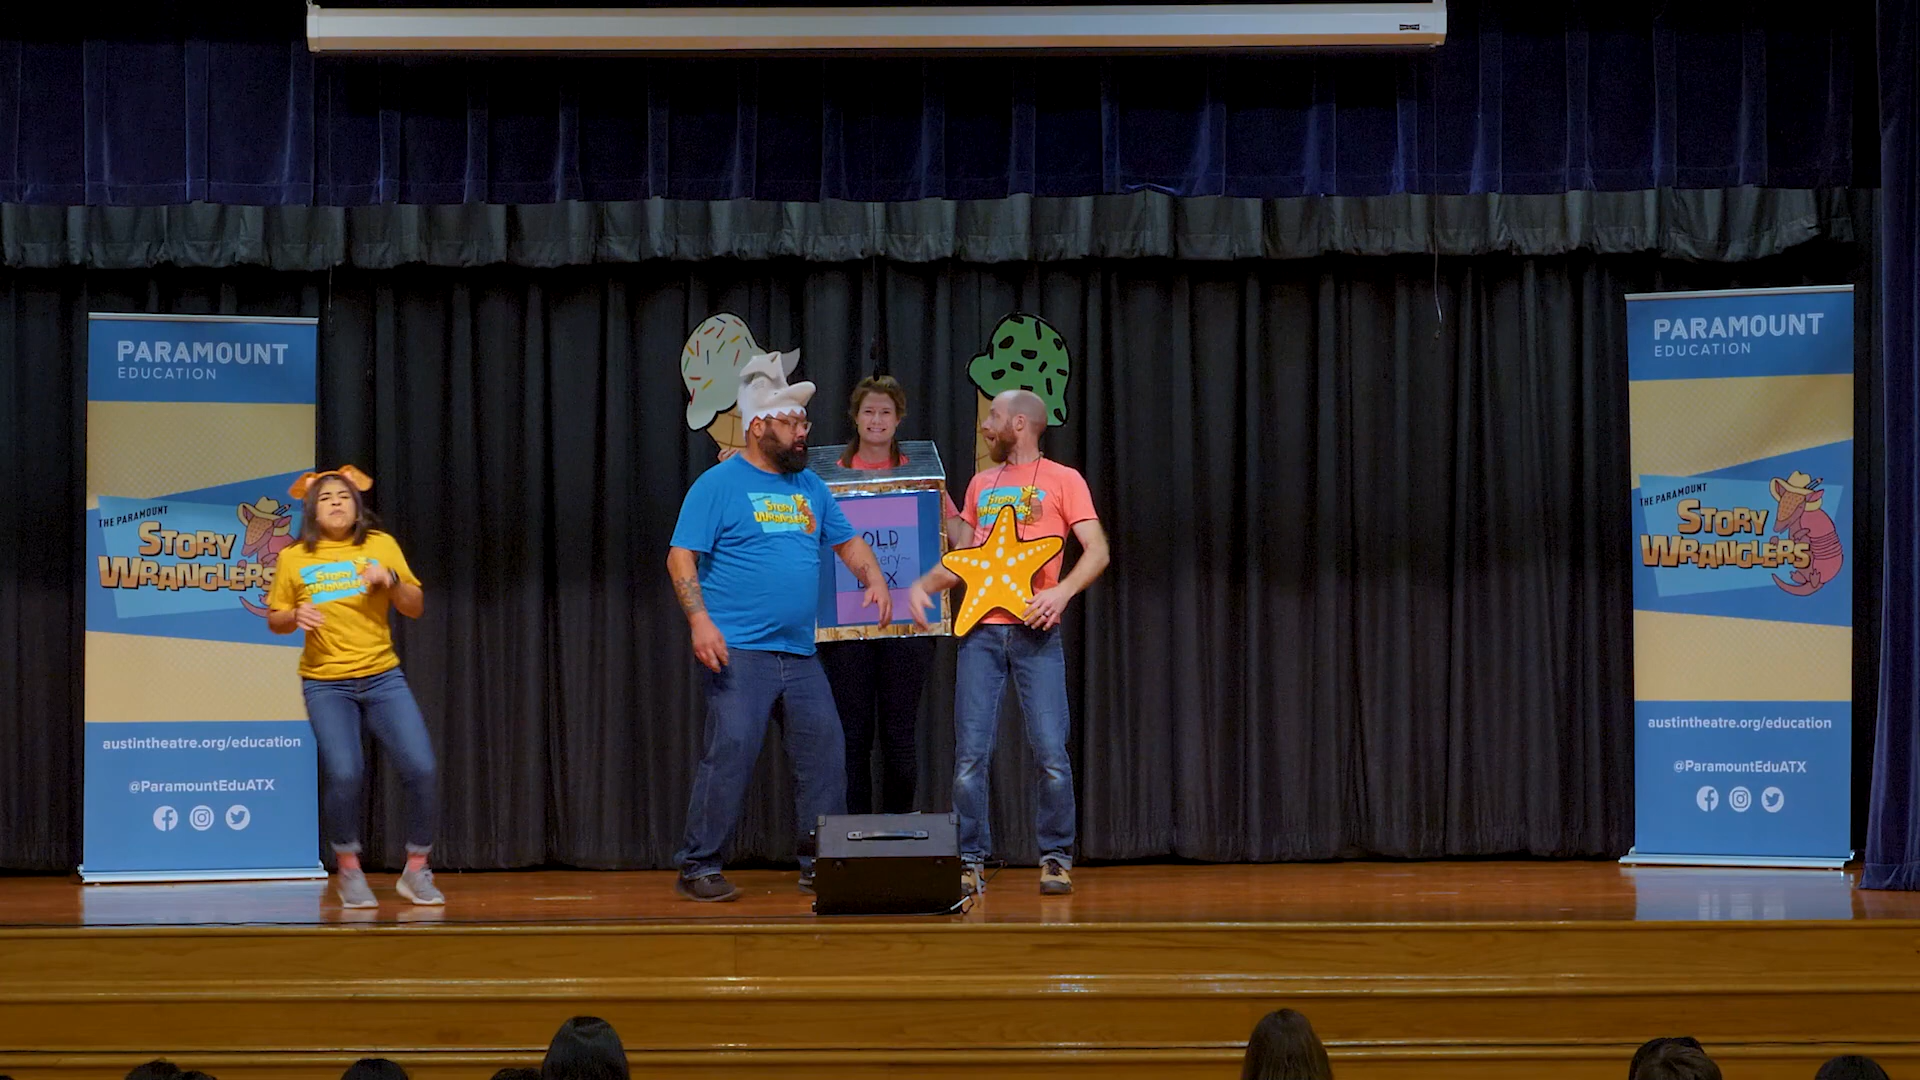 PARAMOUNT
EDUCATION
THE PARAMOUNT
STORY
WRANGLERS
austintheatre.org/education
@ParamountEduATX
STORY
WRANGLERS
STORY
WRANGLERS
OLD
STORY
PARAMOUNT
EDUCATION
THE PARAMOUNT
STORY
WRANGLERS
austintheatre.org/education
@ParamountEduATX